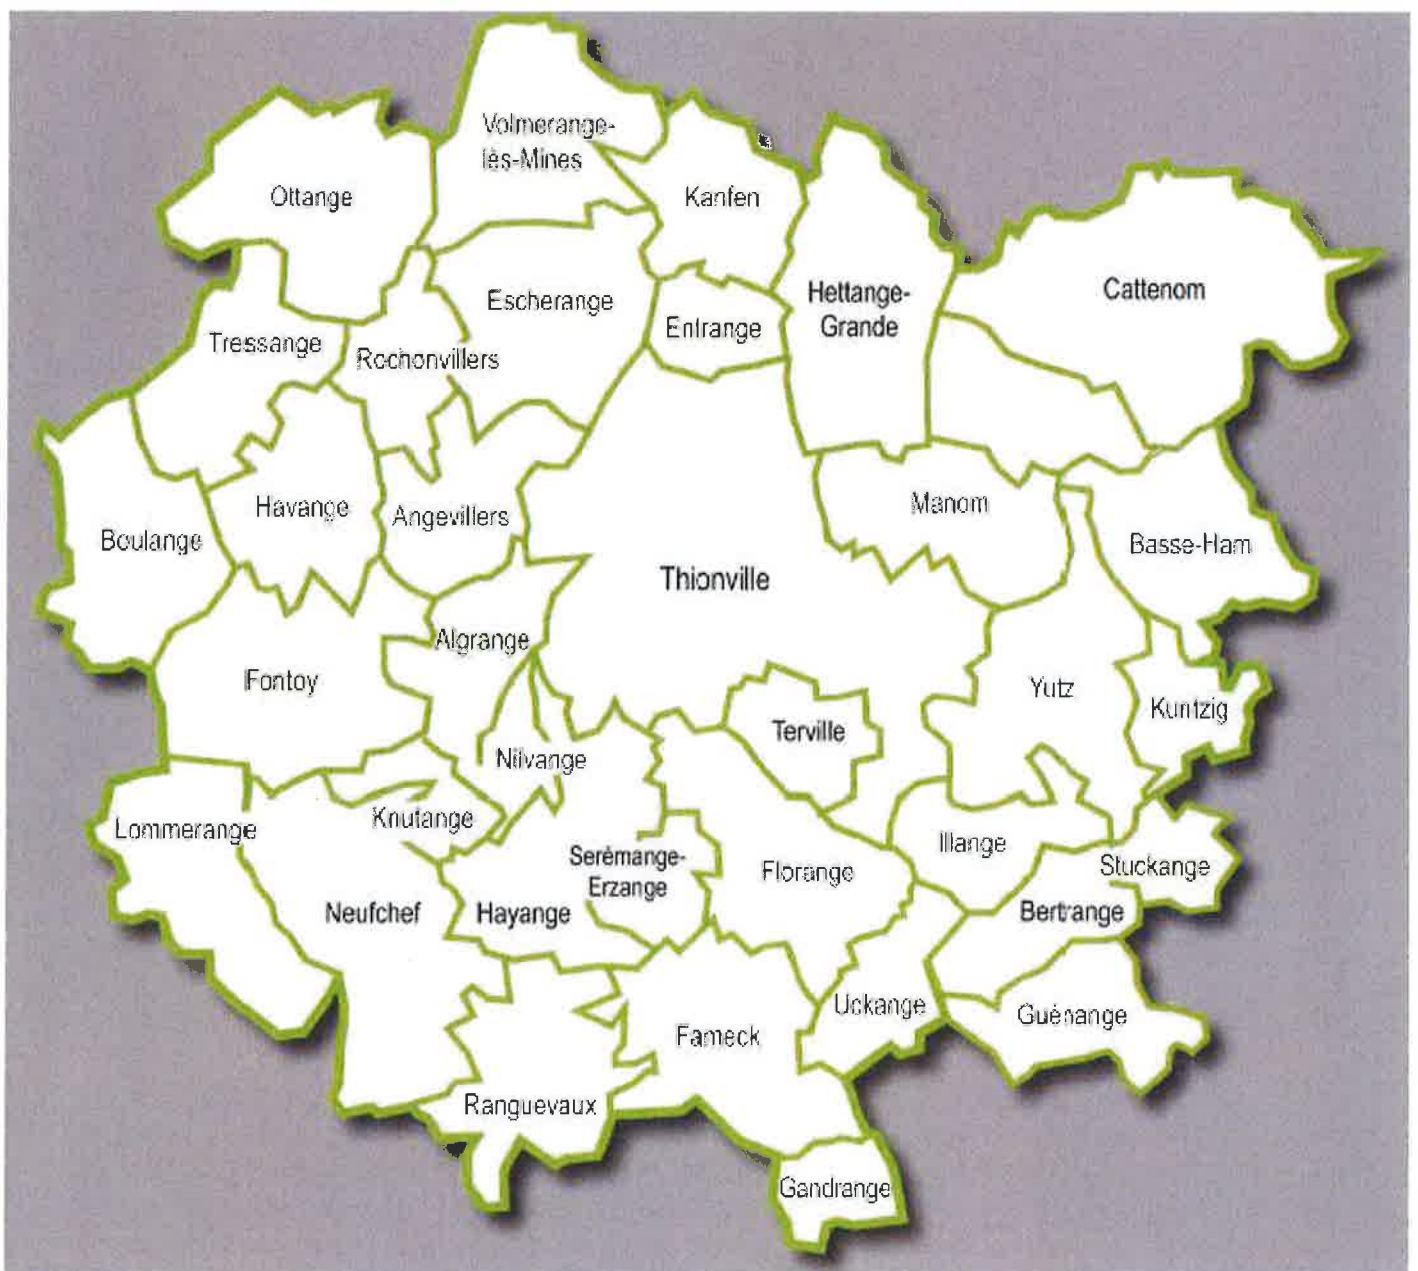 Volmerange-
lès-Mines
Ottange
Kanfen
Cattenom
Hettange-
Grande
Escherange
Entrange
Tressange
Rochonvillers
Havange
Angevillers
Manom
Boulange
Basse-Ham
Thionville
Algrange
Fontoy
Yutz
Kuntzig
Terville
Nilvange
Knutange
Lommerange
Illange
Serémange-
Erzange
Florange
Stuckange
Neufchef
Hayange
Bertrange
Uckange
Guénange
Fameck
Ranguevaux
Gandrange